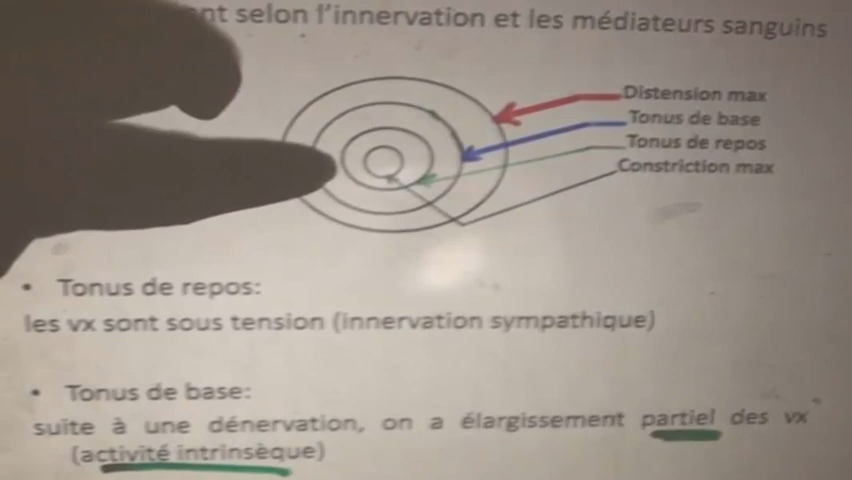 selon l'innervation et les médiateurs sanguins
Distension max
Tonus de base
Tonus de repos
Constriction max
• Tonus de repos:
les vx sont sous tension (innervation sympathique)
• Tonus de base:
suite à une dénervation, on a élargissement partiel des vx
(activité intrinsèque)